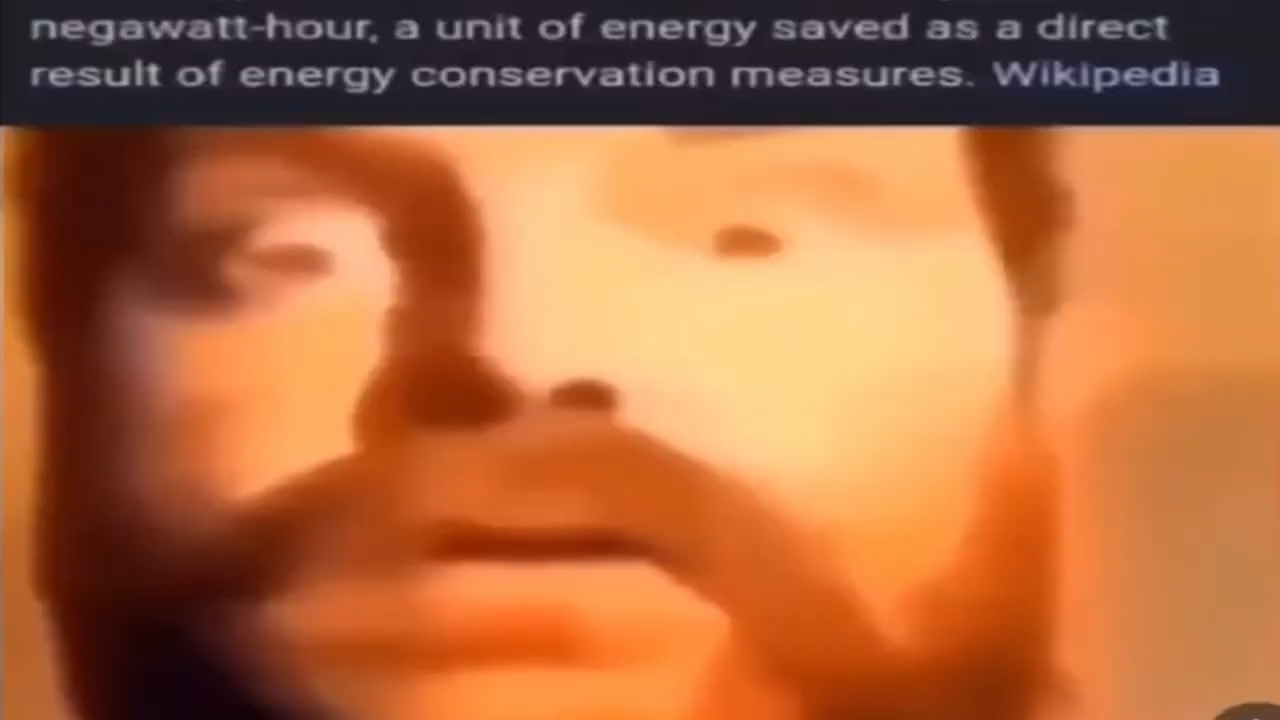 negawatt-hour, a unit of energy saved as a direct
result of energy conservation measures. Wikipedia